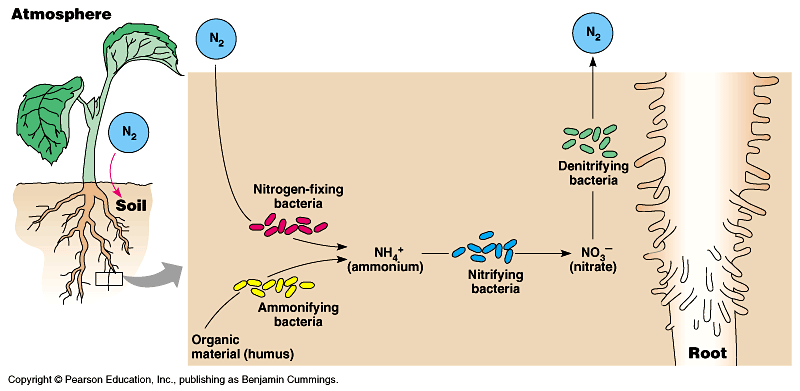 Atmosphere
N2
Soil
N2
Nitrogen-fixing
bacteria
NH4+
(ammonium)
Ammonifying
bacteria
Organic
material (humus)
Nitrifying
bacteria
NO3−
(nitrate)
Denitrifying
bacteria
N2
Root
Copyright © Pearson Education, Inc., publishing as Benjamin Cummings.